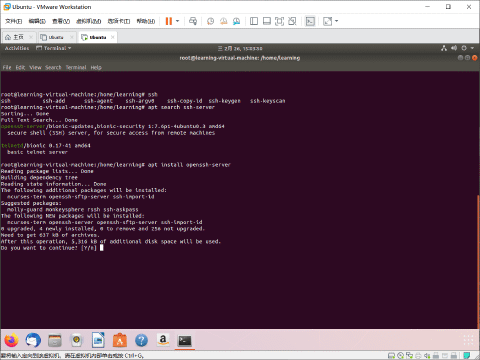 Ubuntu - VMware Workstation
文件(F) 编辑(E) 查看(V) 虚拟机(M) 选项卡(T) 帮助(H)
主页 Ubuntu Ubuntu
Activities Terminal 二月 26, 15:03:50
root@learning-virtual-machine: /home/learning
File Edit View Search Terminal Help
root@learning-virtual-machine:/home/learning# ssh
ssh ssh-add ssh-agent ssh-argv0 ssh-copy-id ssh-keygen ssh-keyscan
root@learning-virtual-machine:/home/learning# apt search ssh-server
Sorting... Done
Full Text Search... Done
openssh-server/bionic-updates,bionic-security 1:7.6p1-4ubuntu0.3 amd64
secure shell (SSH) server, for secure access from remote machines
telnetd/bionic 0.17-41 amd64
basic telnet server
root@learning-virtual-machine:/home/learning# apt install openssh-server
Reading package lists... Done
Building dependency tree
Reading state information... Done
The following additional packages will be installed:
ncurses-term openssh-sftp-server ssh-import-id
Suggested packages:
molly-guard monkeysphere rssh ssh-askpass
The following NEW packages will be installed:
ncurses-term openssh-server openssh-sftp-server ssh-import-id
0 upgraded, 4 newly installed, 0 to remove and 256 not upgraded.
Need to get 637 kB of archives.
After this operation, 5,316 kB of additional disk space will be used.
Do you want to continue? [Y/n]
要将输入定向到该虚拟机，请在虚拟机内部单击或按 Ctrl+G。